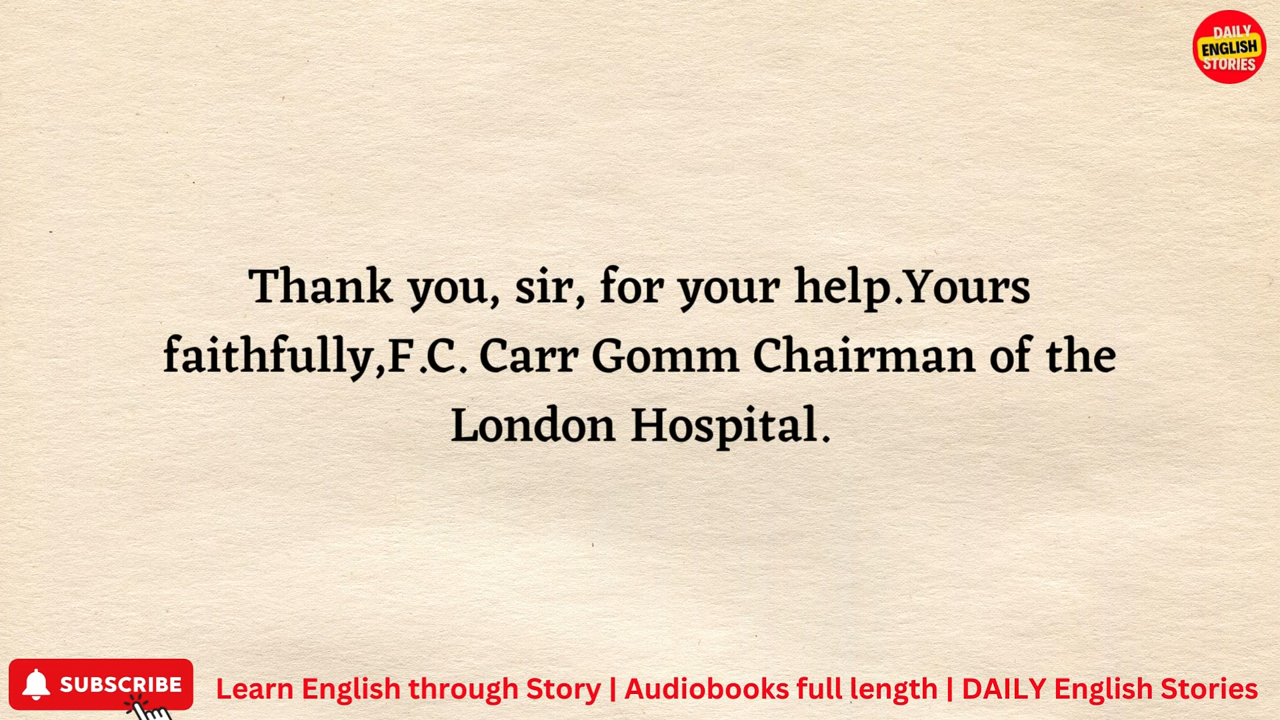 DAILY
ENGLISH
STORIES
Thank you, sir, for your help.Yours
faithfully,F.C. Carr Gomm Chairman of the
London Hospital.
SUBSCRIBE
Learn English through Story | Audiobooks full length | DAILY English Stories